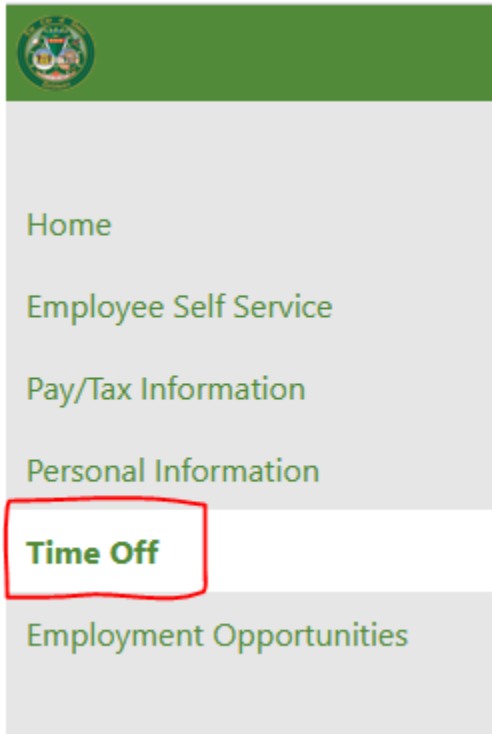 Home
Employee Self Service
Pay/Tax Information
Personal Information
Time Off
Employment Opportunities